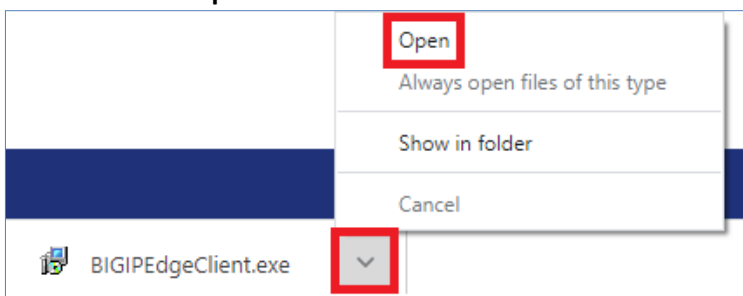 Open
Always open files of this type
Show in folder
Cancel
BIGIPEdgeClient.exe